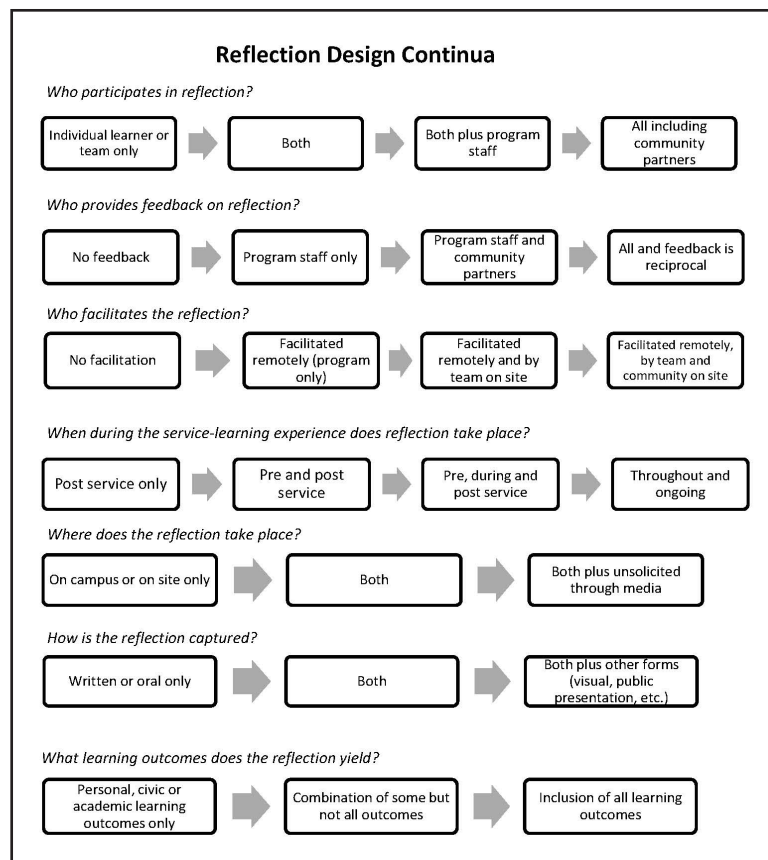 Reflection Design Continua
Who participates in reflection?
Individual learner or
team only
Both
Both plus program
staff
All including
community
partners
Who provides feedback on reflection?
No feedback
Program staff only
Program staff and
community
partners
All and feedback is
reciprocal
Who facilitates the reflection?
No facilitation
Facilitated
remotely (program
only)
Facilitated
remotely and by
team on site
Facilitated remotely,
by team and
community on site
When during the service-learning experience does reflection take place?
Post service only
Pre and post
service
Pre, during and
post service
Throughout and
ongoing
Where does the reflection take place?
On campus or on site only
Both
Both plus unsolicited
through media
How is the reflection captured?
Written or oral only
Both
Both plus other forms
(visual, public
presentation, etc.)
What learning outcomes does the reflection yield?
Personal, civic or
academic learning
outcomes only
Combination of some but
not all outcomes
Inclusion of all learning
outcomes